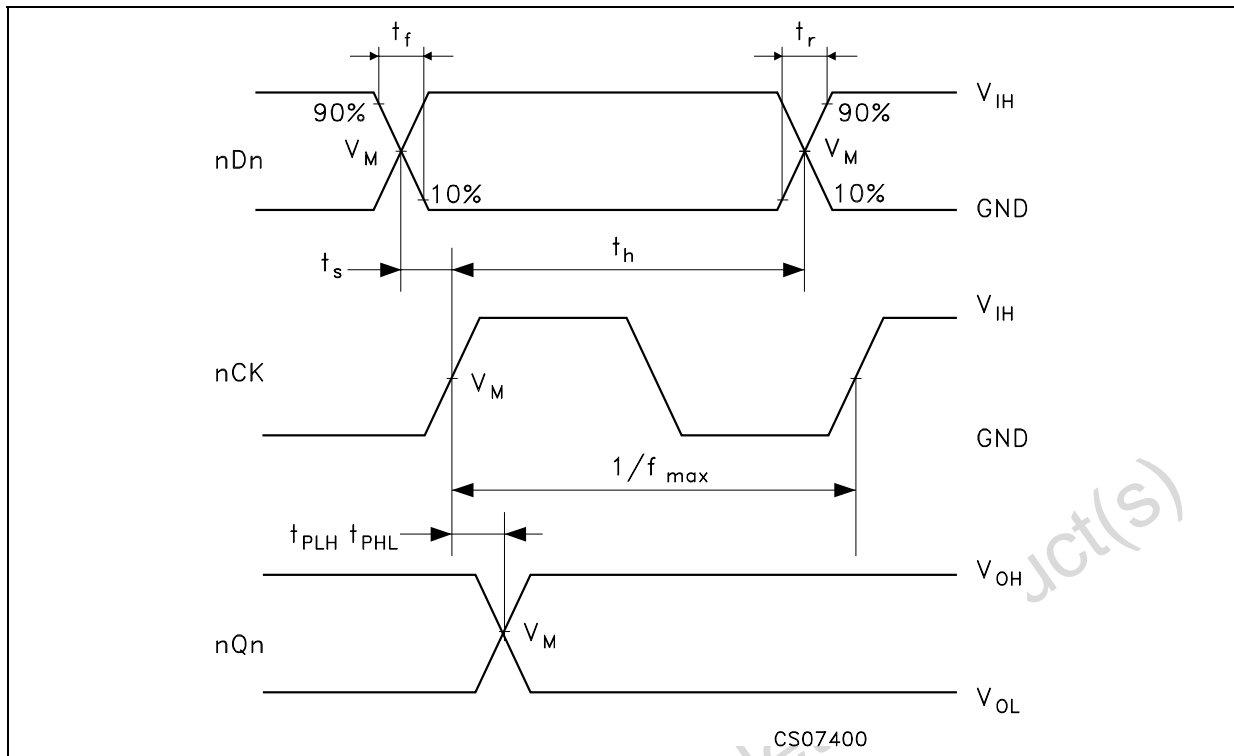 tf
tr
VIH
90%
90%
nDn
VM
VM
10%
10%
GND
ts
th
VIH
nCK
VM
GND
1/f max
tPLH tPHL
VOH
nQn
VM
VOL
CS07400
uct(s)